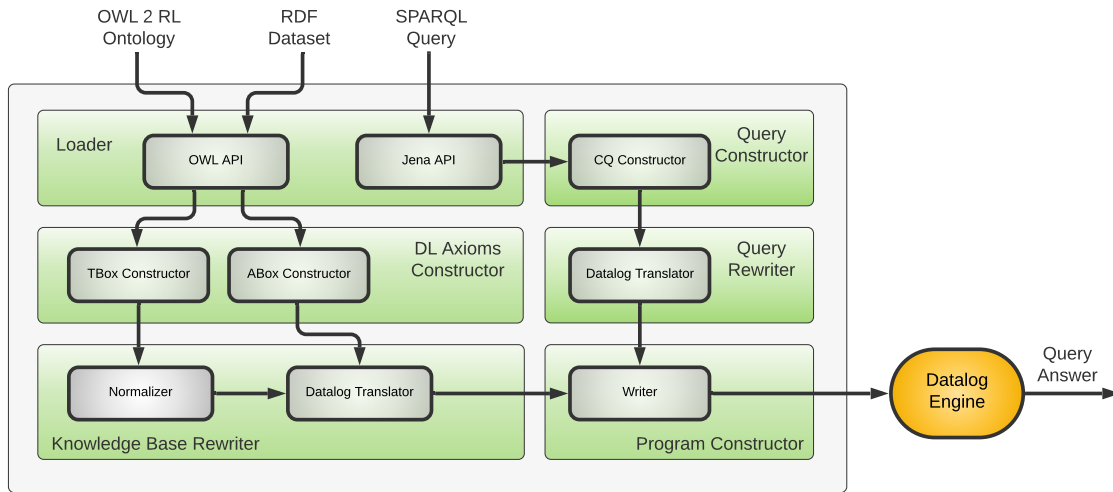 OWL 2 RL
Ontology
RDF
Dataset
SPARQL
Query
Loader
OWL API
Jena API
CQ Constructor
Query
Constructor
TBox Constructor
ABox Constructor
DL Axioms
Constructor
Datalog Translator
Query
Rewriter
Normalizer
Datalog Translator
Knowledge Base Rewriter
Writer
Program Constructor
Datalog
Engine
Query
Answer